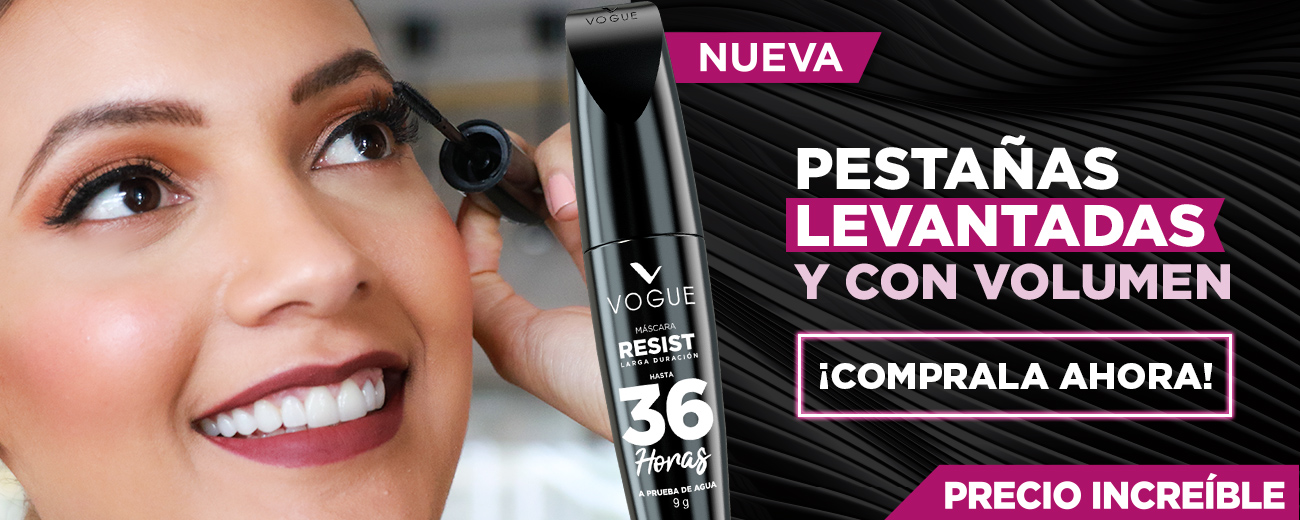 VOGUE
NUEVA
PESTAÑAS
LEVANTADAS
Y CON VOLUMEN
¡COMPRALA AHORA!
PRECIO INCREÍBLE
VOGUE
MÁSCARA
RESIST
LARGA DURACIÓN
HASTA
36
Horas
A PRUEBA DE AGUA
9 g